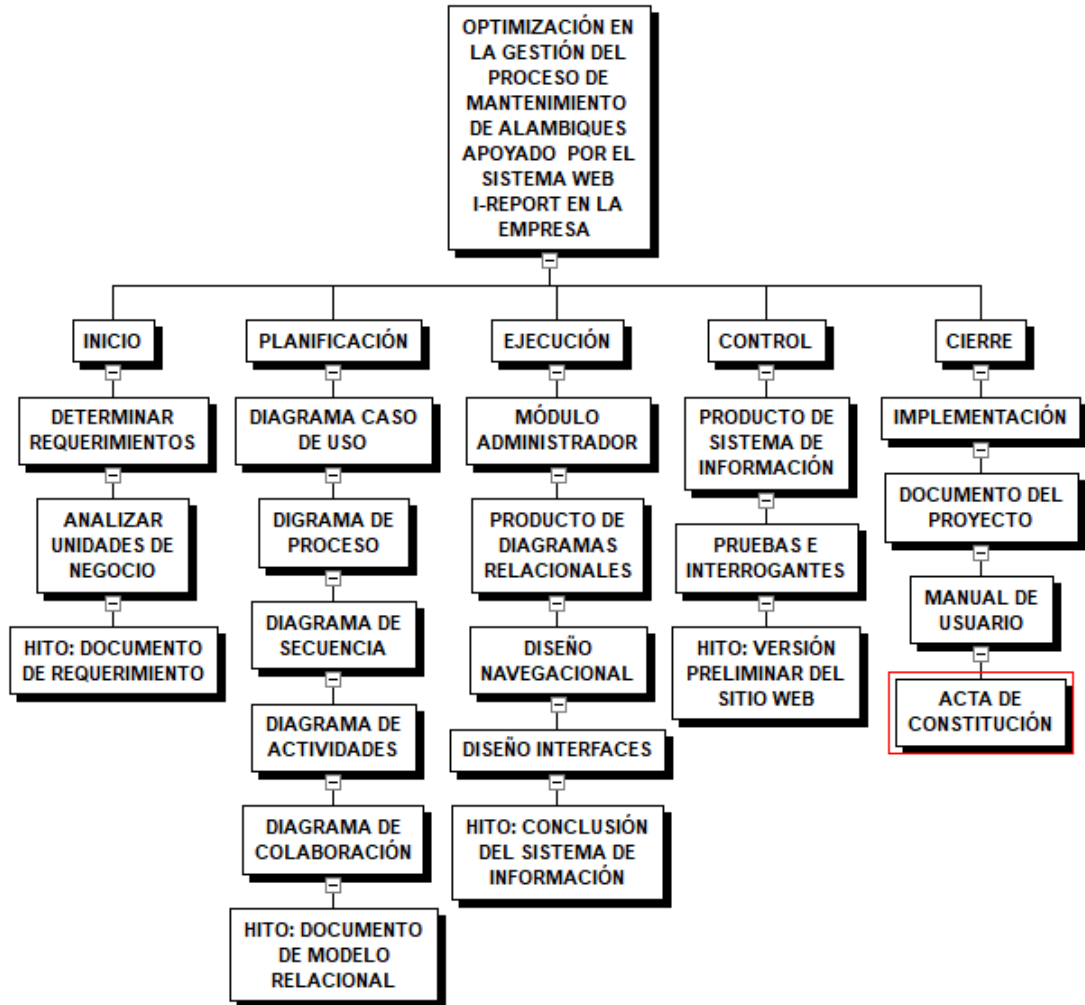 OPTIMIZACIÓN EN
LA GESTIÓN DEL
PROCESO DE
MANTENIMIENTO
DE ALAMBIQUES
APOYADO POR EL
SISTEMA WEB
I-REPORT EN LA
EMPRESA
INICIO
DETERMINAR
REQUERIMIENTOS
ANALIZAR
UNIDADES DE
NEGOCIO
HITO: DOCUMENTO
DE REQUERIMIENTO
PLANIFICACIÓN
DIAGRAMA CASO
DE USO
DIGRAMA DE
PROCESO
DIAGRAMA DE
SECUENCIA
DIAGRAMA DE
ACTIVIDADES
DIAGRAMA DE
COLABORACIÓN
HITO: DOCUMENTO
DE MODELO
RELACIONAL
EJECUCIÓN
MÓDULO
ADMINISTRADOR
PRODUCTO DE
DIAGRAMAS
RELACIONALES
DISEÑO
NAVEGACIONAL
DISEÑO INTERFACES
HITO: CONCLUSIÓN
DEL SISTEMA DE
INFORMACIÓN
CONTROL
PRODUCTO DE
SISTEMA DE
INFORMACIÓN
PRUEBAS E
INTERROGANTES
HITO: VERSIÓN
PRELIMINAR DEL
SITIO WEB
CIERRE
IMPLEMENTACIÓN
DOCUMENTO DEL
PROYECTO
MANUAL DE
USUARIO
ACTA DE
CONSTITUCIÓN